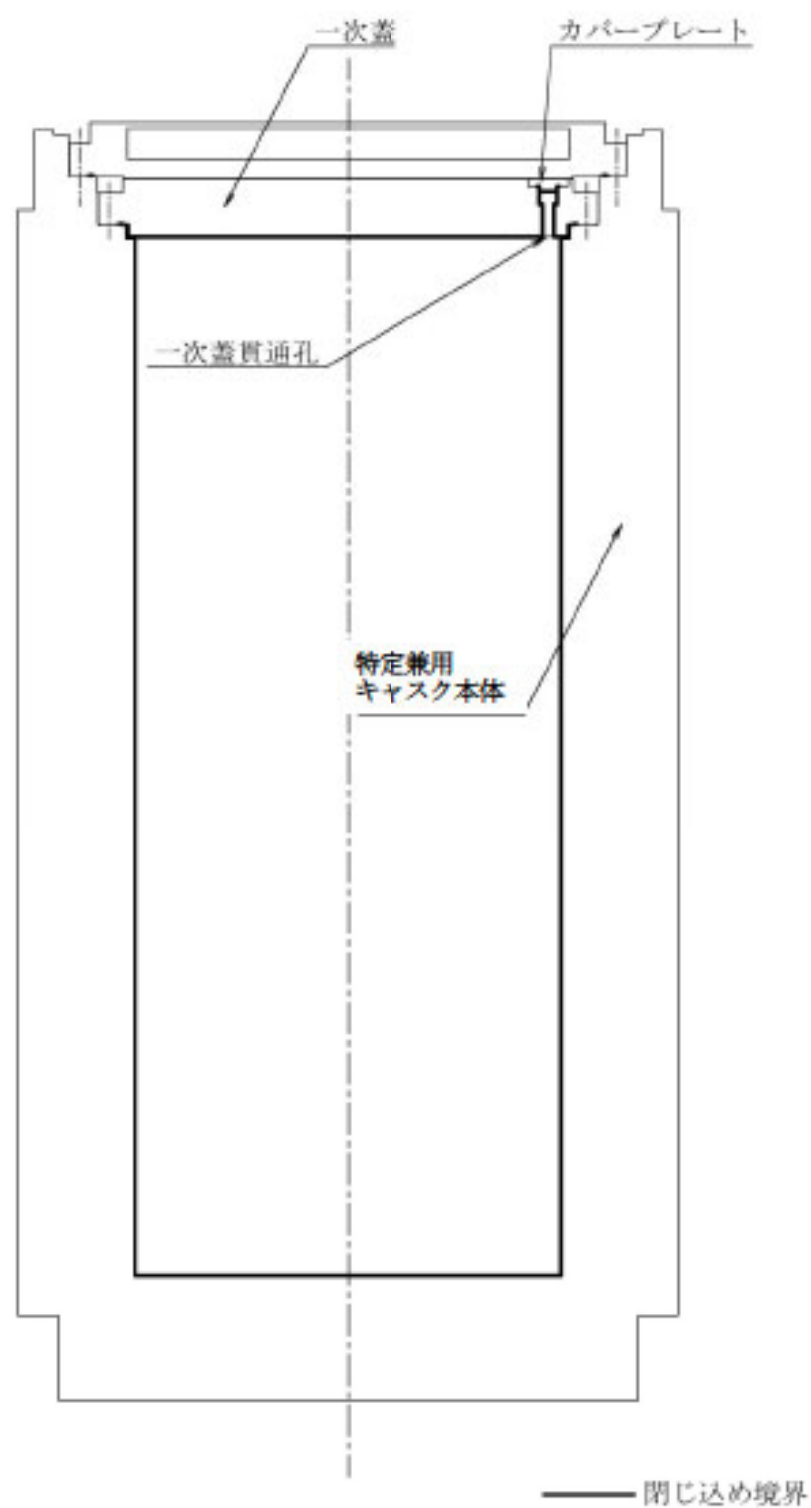 一次蓋
カバープレート
一次蓋貫通孔
特定兼用
キャスク本体
閉じ込め境界